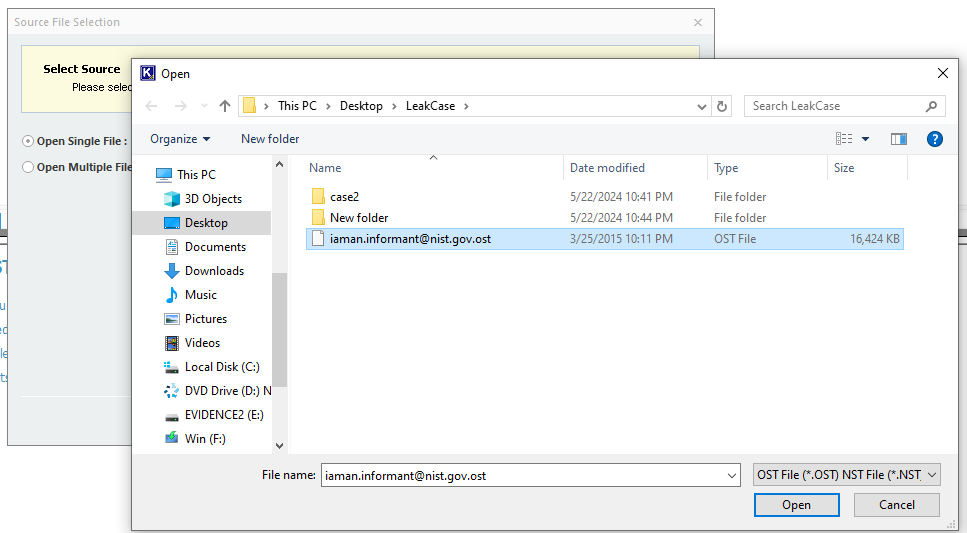 Source File Selection
Select Source
Please selec
Open Single File :
Open Multiple File
K Open
This PC > Desktop > LeakCase >
Search LeakCase
Organize
New folder
?
This PC
3D Objects
Desktop
Documents
Downloads
Music
Pictures
Videos
Local Disk (C:)
DVD Drive (D:) N
EVIDENCE2 (E:)
Win (F:)
Name Date modified Type Size
case2 5/22/2024 10:41 PM File folder
New folder 5/22/2024 10:44 PM File folder
iaman.informant@nist.gov.ost 3/25/2015 10:11 PM OST File 16,424 KB
File name: iaman.informant@nist.gov.ost
OST File (*.OST) NST File (*.NST
Open
Cancel